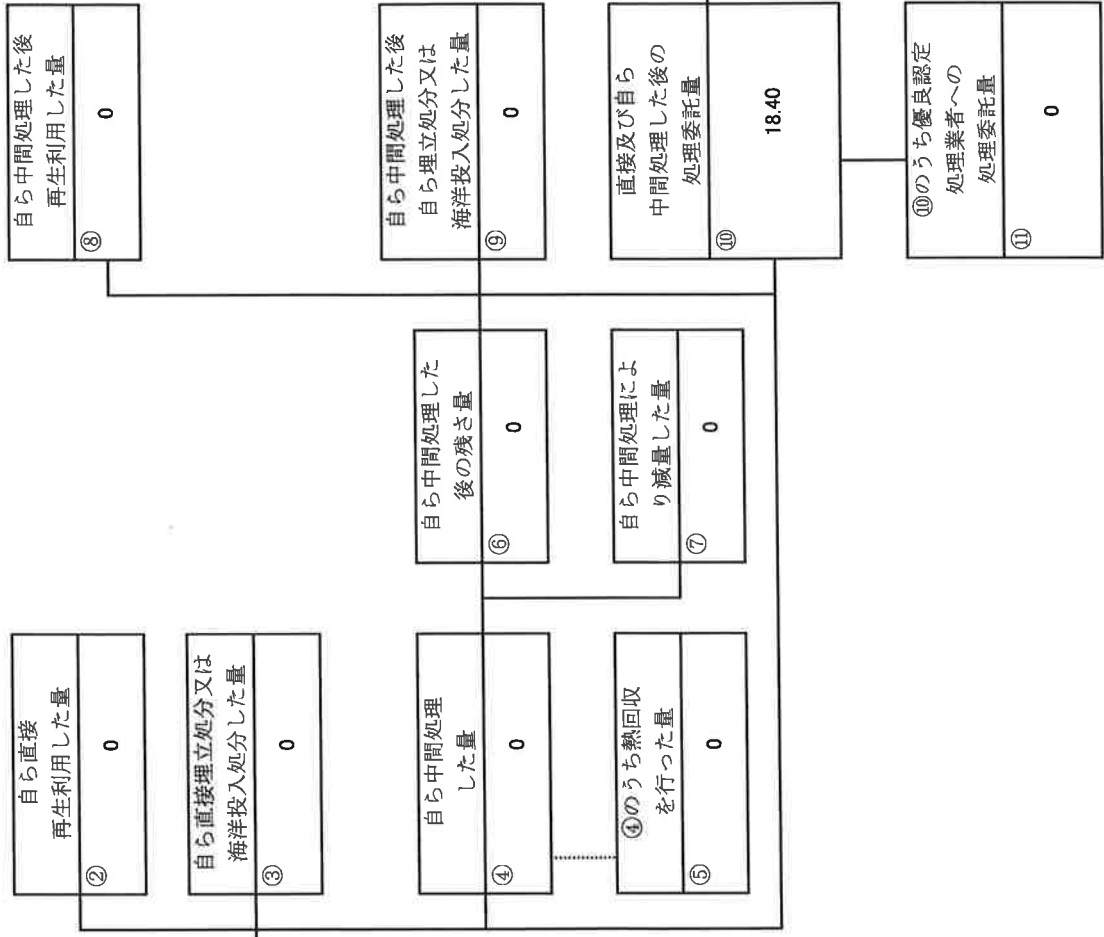 自ら直接
再生利用した量
②
0
自ら直接埋立処分又は
海洋投入処分した量
③
0
自ら中間処理
した量
④
0
④のうち熱回収
を行った量
⑤
0
自ら中間処理した
後の残さ量
⑥
0
自ら中間処理によ
り減量した量
⑦
0
自ら中間処理した後
再生利用した量
⑧
0
自ら中間処理した後
自ら埋立処分又は
海洋投入処分した量
⑨
0
直接及び自ら
中間処理した後の
処理委託量
⑩
18.40
⑩のうち優良認定
処理業者への
処理委託量
⑪
0